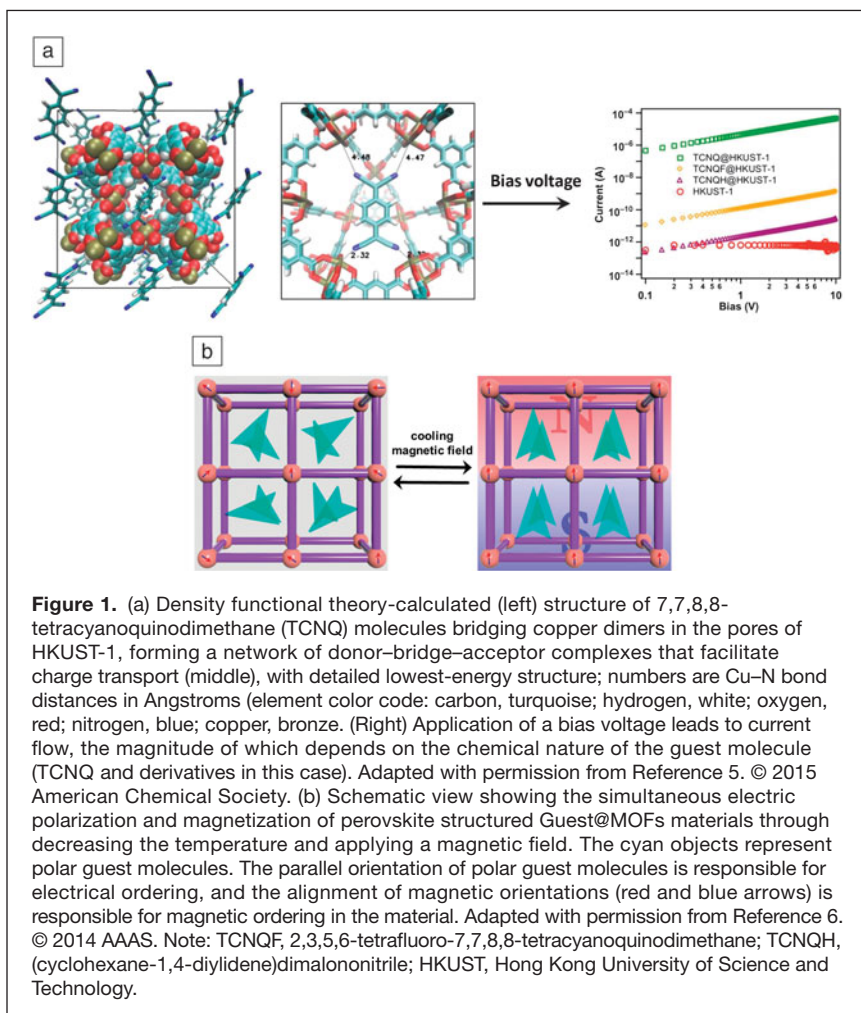 a
4.48
4.47
2.32
Bias voltage
Current (A)
10⁻⁴
10⁻⁶
10⁻⁸
10⁻¹⁰
10⁻¹²
10⁻¹⁴
TCNQ@HKUST-1
TCNQF@HKUST-1
TCNQH@HKUST-1
HKUST-1
0.1
2
3
4
5
6
1
2
3
4
5
6
10
Bias (V)
b
cooling
magnetic field
N
S
Figure 1. (a) Density functional theory-calculated (left) structure of 7,7,8,8-
tetracyanoquinodimethane (TCNQ) molecules bridging copper dimers in the pores of
HKUST-1, forming a network of donor–bridge–acceptor complexes that facilitate
charge transport (middle), with detailed lowest-energy structure; numbers are Cu–N bond
distances in Angstroms (element color code: carbon, turquoise; hydrogen, white; oxygen,
red; nitrogen, blue; copper, bronze. (Right) Application of a bias voltage leads to current
flow, the magnitude of which depends on the chemical nature of the guest molecule
(TCNQ and derivatives in this case). Adapted with permission from Reference 5. © 2015
American Chemical Society. (b) Schematic view showing the simultaneous electric
polarization and magnetization of perovskite structured Guest@MOFs materials through
decreasing the temperature and applying a magnetic field. The cyan objects represent
polar guest molecules. The parallel orientation of polar guest molecules is responsible for
electrical ordering, and the alignment of magnetic orientations (red and blue arrows) is
responsible for magnetic ordering in the material. Adapted with permission from Reference 6.
© 2014 AAAS. Note: TCNQF, 2,3,5,6-tetrafluoro-7,7,8,8-tetracyanoquinodimethane; TCNQH,
(cyclohexane-1,4-diylidene)dimalononitrile; HKUST, Hong Kong University of Science and
Technology.